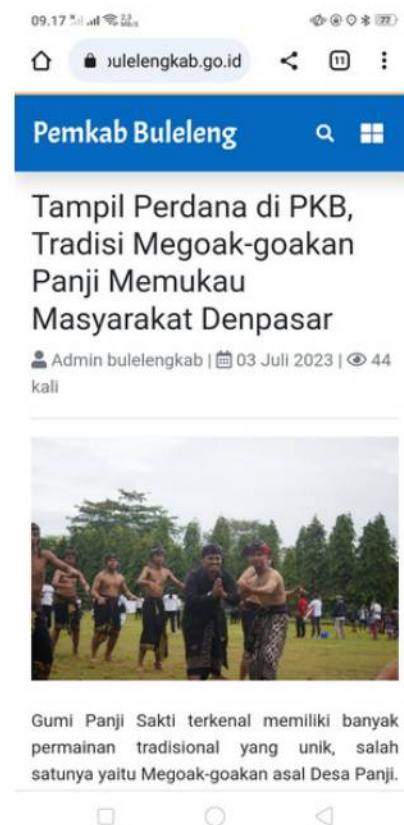 09.17
bulelengkab.go.id
11
77
Pemkab Buleleng
Tampil Perdana di PKB,
Tradisi Megoak-goakan
Panji Memukau
Masyarakat Denpasar
Admin bulelengkab | 03 Juli 2023 | 44
kali
Gumi Panji Sakti terkenal memiliki banyak
permainan tradisional yang unik, salah
satunya yaitu Megoak-goakan asal Desa Panji.